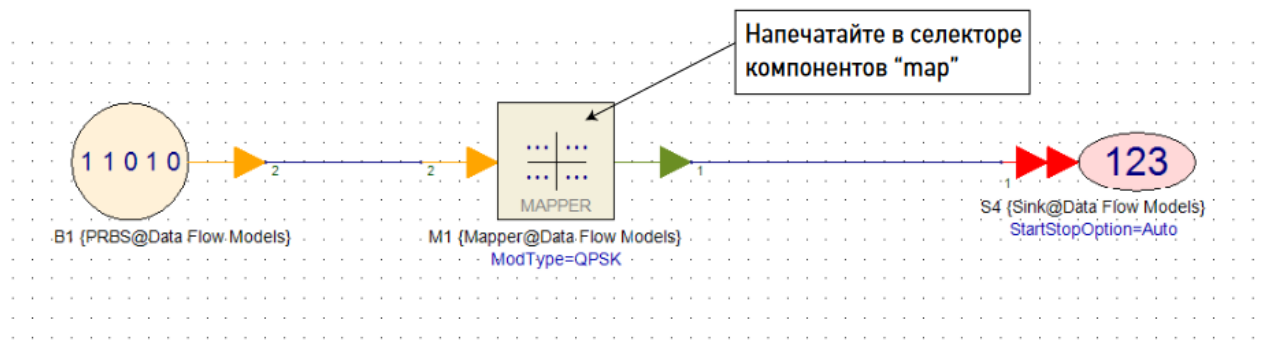 Напечатайте в селекторе
компонентов “map”
1 1 0 1 0
2
2
MAPPER
1
1
123
B1 {PRBS@Data Flow Models}
M1 {Mapper@Data Flow Models}
ModType=QPSK
S4 {Sink@Data Flow Models}
StartStopOption=Auto